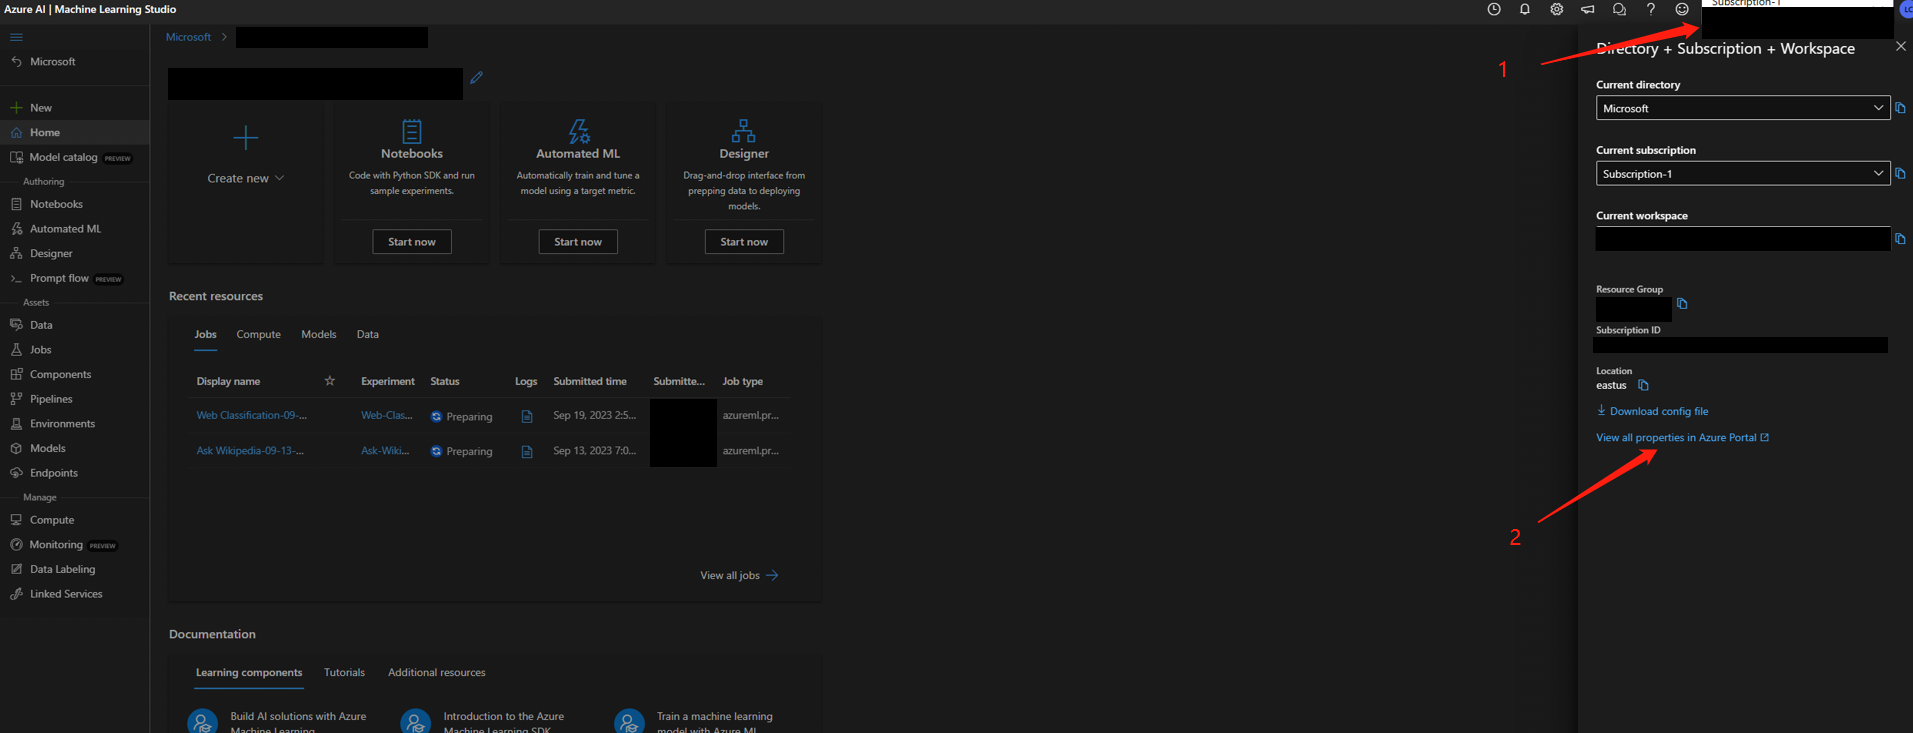 Azure AI | Machine Learning Studio
Subscription-1
LC
Microsoft
New
Home
Model catalog PREVIEW
Authoring
Notebooks
Automated ML
Designer
Prompt flow PREVIEW
Assets
Data
Jobs
Components
Pipelines
Environments
Models
Endpoints
Manage
Compute
Monitoring PREVIEW
Data Labeling
Linked Services
Microsoft >
Create new
Notebooks
Code with Python SDK and run
sample experiments.
Start now
Automated ML
Automatically train and tune a
model using a target metric.
Start now
Designer
Drag-and-drop interface from
prepping data to deploying
models.
Start now
Recent resources
Jobs Compute Models Data
Display name Experiment Status Logs Submitted time Submitte... Job type
Web Classification-09-... Web-Clas... Preparing Sep 19, 2023 2:5... azureml.pr...
Ask Wikipedia-09-13-... Ask-Wiki... Preparing Sep 13, 2023 7:0... azureml.pr...
View all jobs
Documentation
Learning components Tutorials Additional resources
Build AI solutions with Azure
Machine Learning
Introduction to the Azure
Machine Learning SDK
Train a machine learning
model with Azure ML
1
Directory + Subscription + Workspace
Current directory
Microsoft
Current subscription
Subscription-1
Current workspace
Resource Group
Subscription ID
Location
eastus
Download config file
View all properties in Azure Portal
2